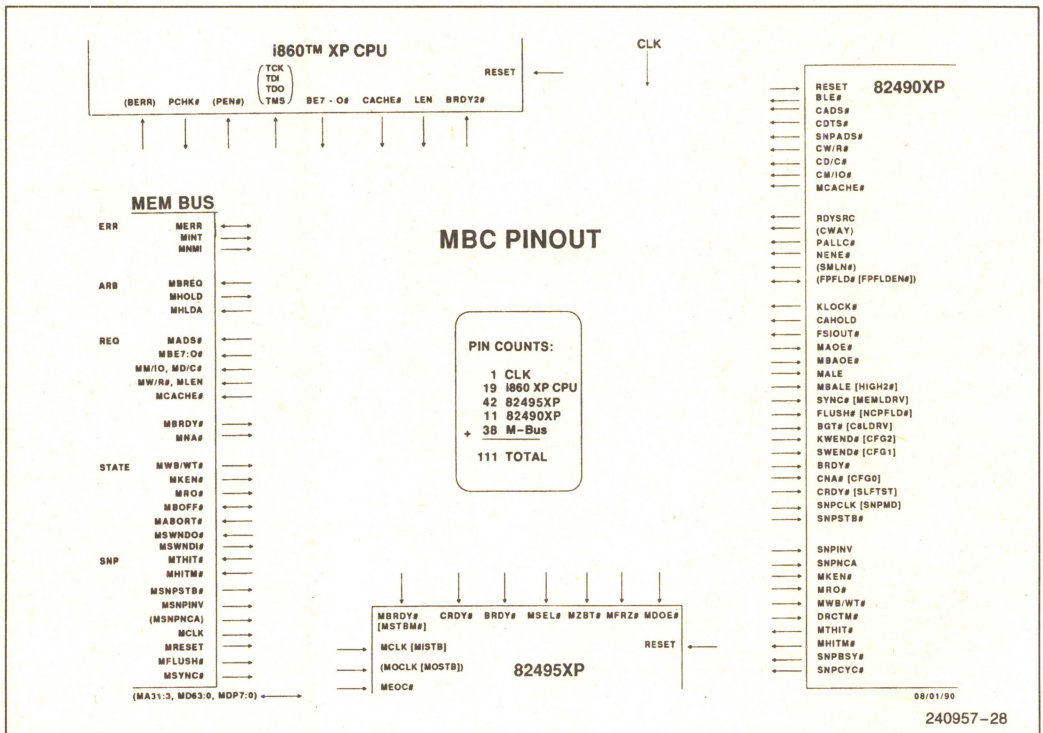 i860™ XP CPU
(TCK
TDI
TDO
TMS)
RESET
(BERR) PCHK# (PEN#) BE7 - O# CACHE# LEN BRDY2#
CLK
82490XP
RESET
BLE#
CADS#
CDTS#
SNPADS#
CW/R#
CD/C#
CM/IO#
MCACHE#
RDYSRC
(CWAY)
PALLC#
NENE#
(SMLN#)
(FPFLD# [FPFLDEN#])
KLOCK#
CAHOLD
FSIOUT#
MAOE#
MBAOE#
MALE
MBALE [HIGH2#]
SYNC# [MEMLDRV]
FLUSH# [NCPFLD#]
BGT# [C8LDRV]
KWEND# [CFG2]
SWEND# [CFG1]
BRDY#
CNA# [CFG0]
CRDY# [SLFTST]
SNPCLK [SNPMD]
SNPSTB#
SNPINV
SNPNCA
MKEN#
MRO#
MWB/WT#
DRCTM#
MTHIT#
MHITM#
SNPBSY#
SNPCYC#
MEM BUS
ERR MERR
MINT
MNMI
ARB MBREQ
MHOLD
MHLDA
REQ MADS#
MBE7:O#
MM/IO, MD/C#
MW/R#, MLEN
MCACHE#
MBRDY#
MNA#
STATE MWB/WT#
MKEN#
MRO#
MBOFF#
MABORT#
MSWNDO#
MSWNDI#
SNP MTHIT#
MHITM#
MSNPSTB#
MSNPINV
(MSNPNCA)
MCLK
MRESET
MFLUSH#
MSYNC#
(MA31:3, MD63:0, MDP7:0)
MBC PINOUT
PIN COUNTS:
1 CLK
19 i860 XP CPU
42 82495XP
11 82490XP
+ 38 M-Bus
111 TOTAL
MBRDY# CRDY# BRDY# MSEL# MZBT# MFRZ# MDOE#
[MSTBM#]
MCLK [MISTB]
RESET
(MOCLK [MOSTB])
82495XP
MEOC#
08/01/90
240957-28